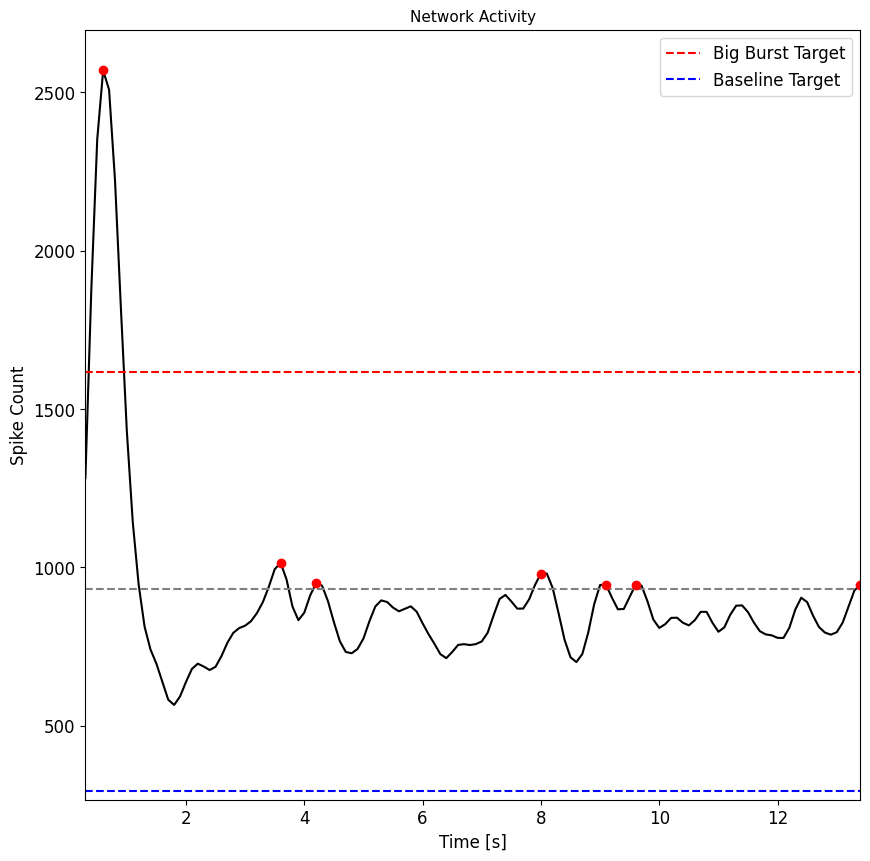 Network Activity
Big Burst Target
Baseline Target
2500
2000
1500
1000
500
Spike Count
2 4 6 8 10 12
Time [s]